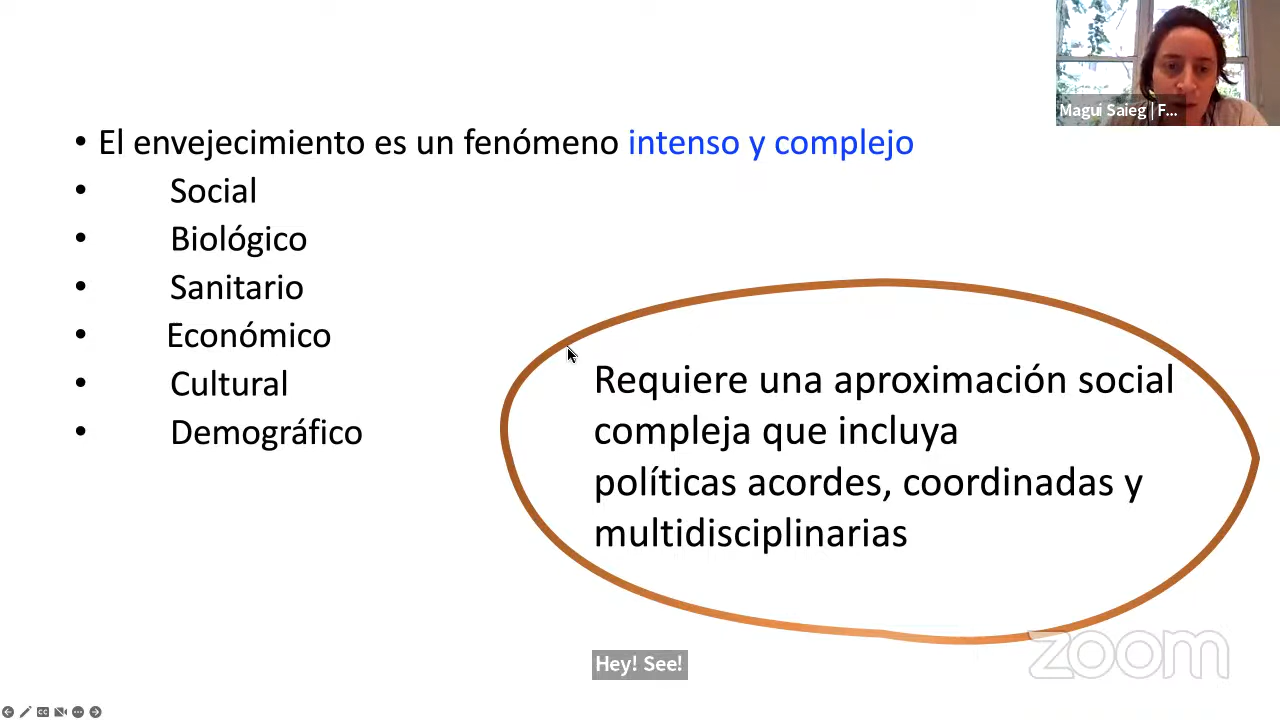 Magui Saieg | F...
• El envejecimiento es un fenómeno intenso y complejo
• Social
• Biológico
• Sanitario
• Económico
• Cultural
• Demográfico
Requiere una aproximación social
compleja que incluya
políticas acordes, coordinadas y
multidisciplinarias
Hey! See!
zoom